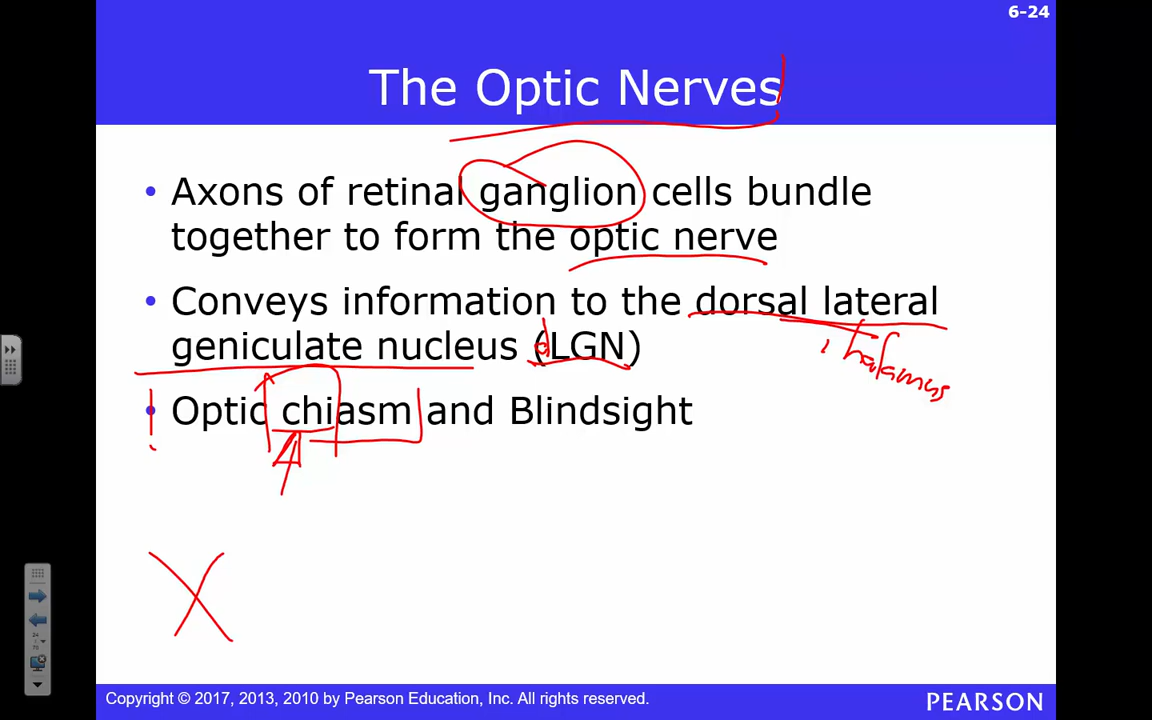 6-24
The Optic Nerves
• Axons of retinal ganglion cells bundle
together to form the optic nerve
• Conveys information to the dorsal lateral
geniculate nucleus (dLGN)
thalamus
• Optic chiasm and Blindsight
X
Copyright © 2017, 2013, 2010 by Pearson Education, Inc. All rights reserved.
PEARSON